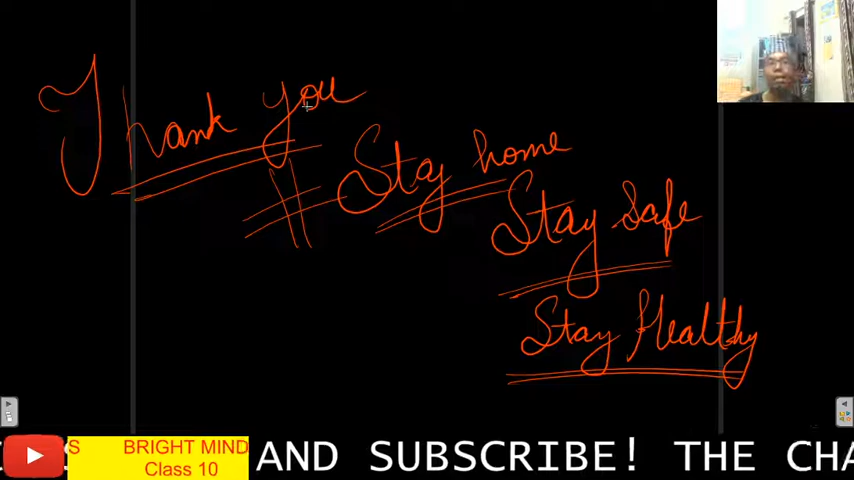 Thank you
# Stay home
Stay Safe
Stay Healthy
S BRIGHT MIND
Class 10
AND SUBSCRIBE! THE CHA